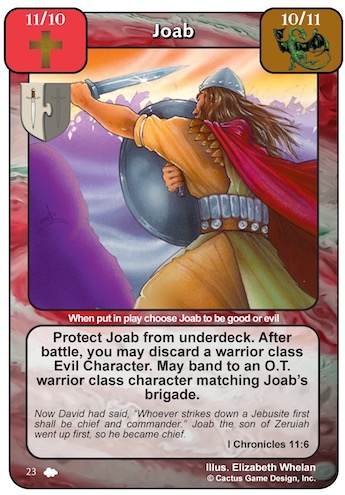 11/10
Joab
10/11
When put in play choose Joab to be good or evil
Protect Joab from underdeck. After
battle, you may discard a warrior class
Evil Character. May band to an O.T.
warrior class character matching Joab's
brigade.
Now David had said, “Whoever strikes down a Jebusite first
shall be chief and commander.” Joab the son of Zeruiah
went up first, so he became chief.
I Chronicles 11:6
23
Illus. Elizabeth Whelan
© Cactus Game Design, Inc.